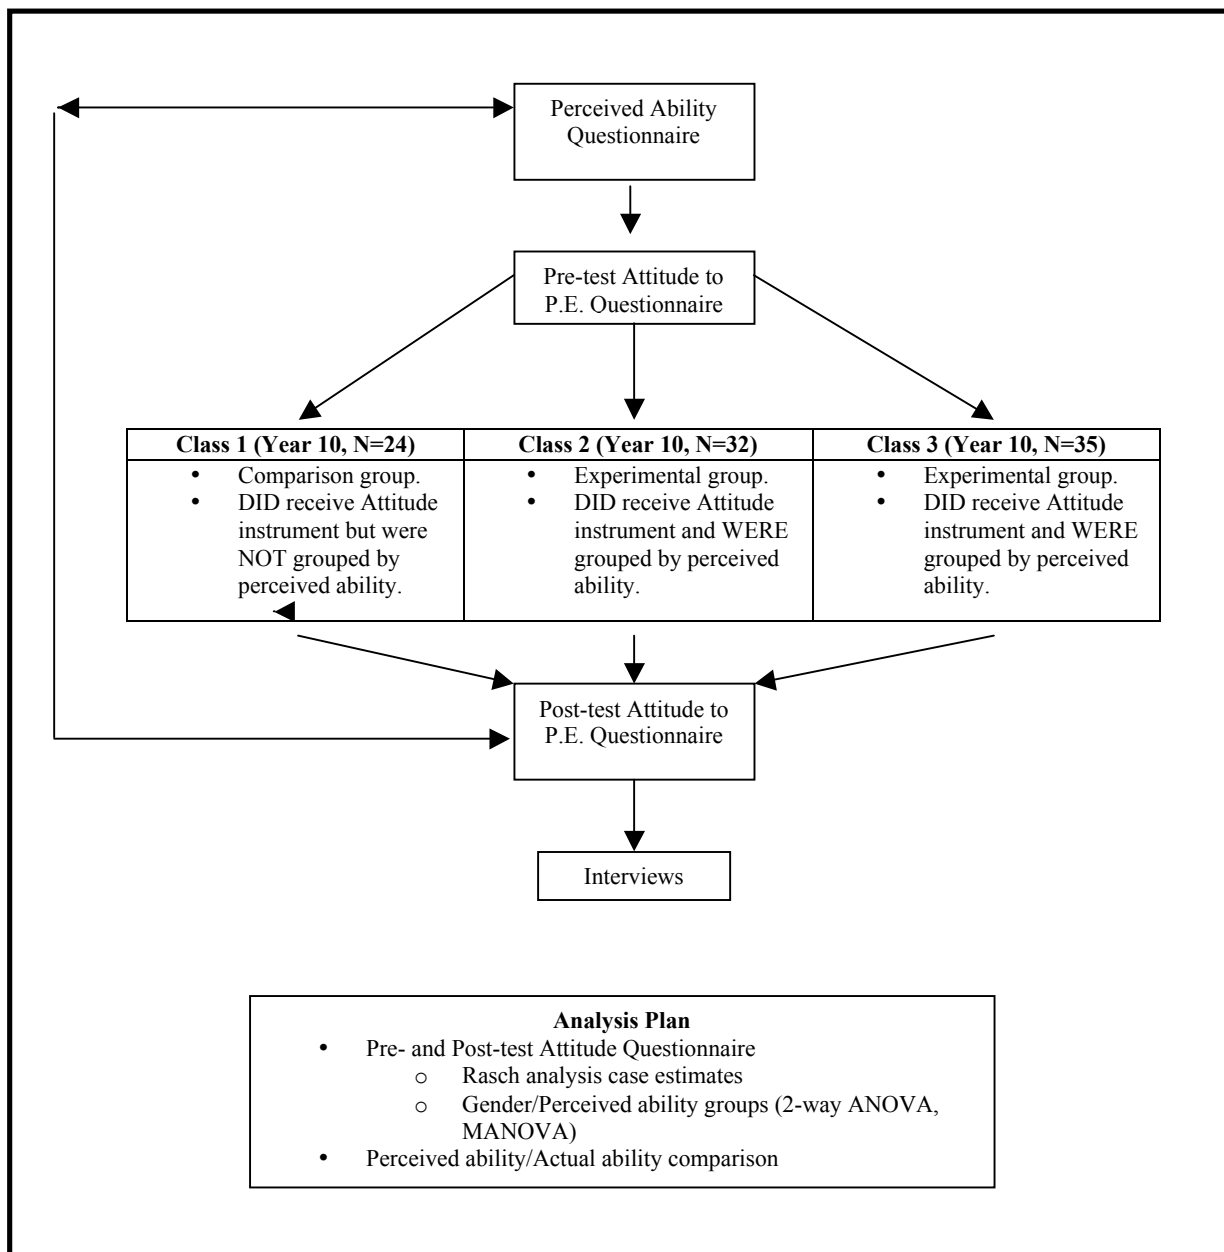 Perceived Ability
Questionnaire
Pre-test Attitude to
P.E. Questionnaire
Class 1 (Year 10, N=24)
• Comparison group.
• DID receive Attitude
instrument but were
NOT grouped by
perceived ability.
Class 2 (Year 10, N=32)
• Experimental group.
• DID receive Attitude
instrument and WERE
grouped by perceived
ability.
Class 3 (Year 10, N=35)
• Experimental group.
• DID receive Attitude
instrument and WERE
grouped by perceived
ability.
Post-test Attitude to
P.E. Questionnaire
Interviews
Analysis Plan
• Pre- and Post-test Attitude Questionnaire
o Rasch analysis case estimates
o Gender/Perceived ability groups (2-way ANOVA,
MANOVA)
• Perceived ability/Actual ability comparison